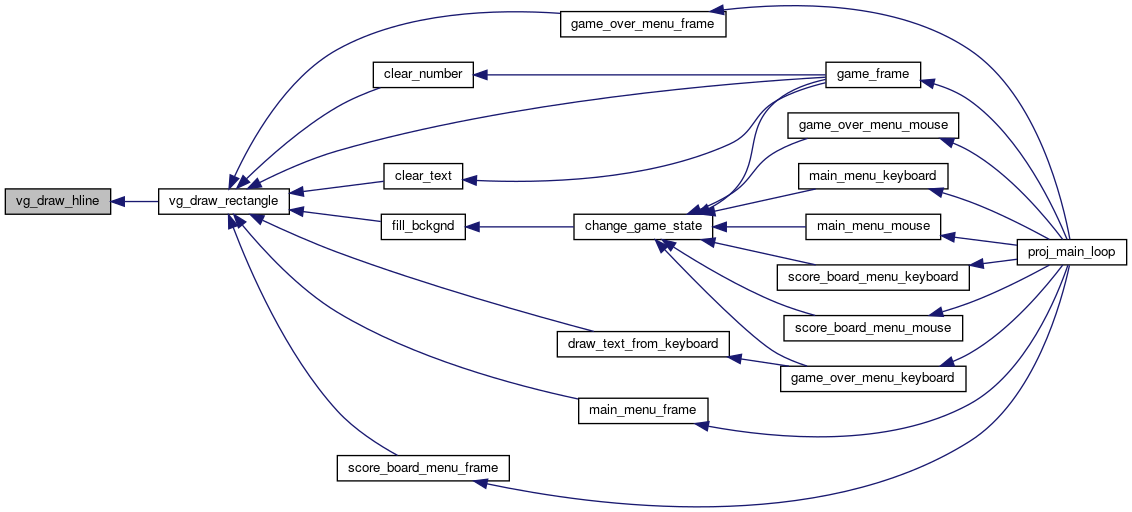 game_over_menu_frame
clear_number
game_frame
game_over_menu_mouse
clear_text
main_menu_keyboard
vg_draw_hline
vg_draw_rectangle
fill_bckgnd
change_game_state
main_menu_mouse
proj_main_loop
score_board_menu_keyboard
score_board_menu_mouse
draw_text_from_keyboard
game_over_menu_keyboard
main_menu_frame
score_board_menu_frame